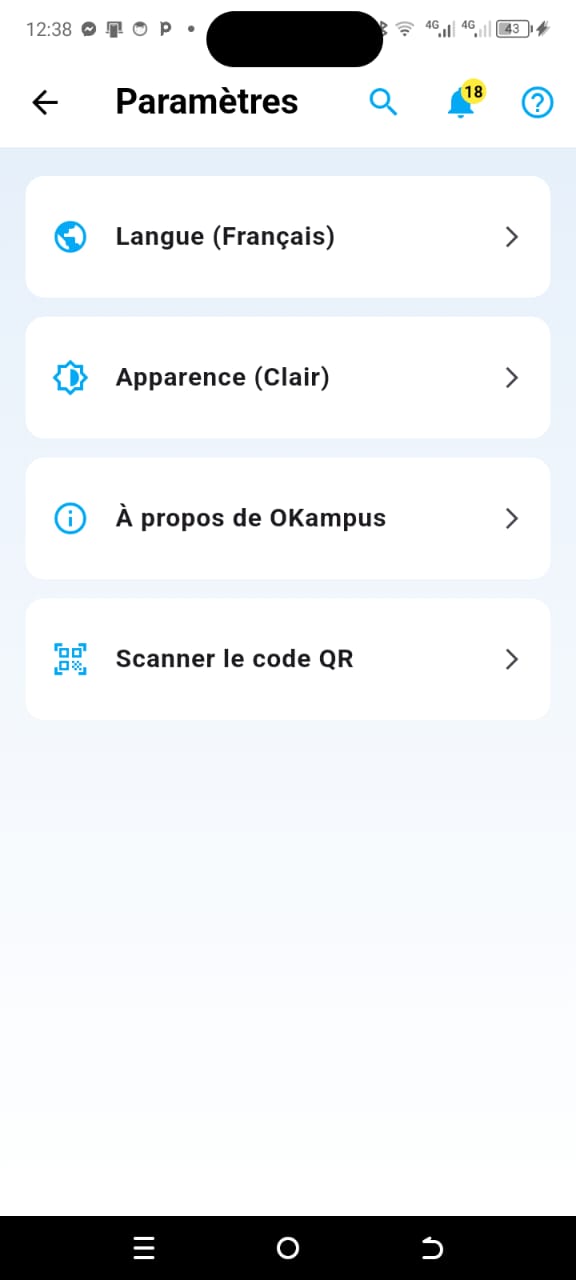 12:38
4G 4G 43
Paramètres
18
Langue (Français)
Apparence (Clair)
À propos de OKampus
Scanner le code QR